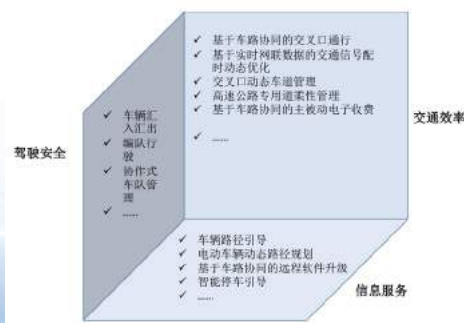 驾驶安全
✓ 车辆汇
入汇出
✓ 编队行
驶
✓ 协作式
车队管
理
✓ ......
✓ 基于车路协同的交叉口通行
✓ 基于实时网联数据的交通信号配
时动态优化
✓ 交叉口动态车道管理
✓ 高速公路专用道柔性管理
✓ 基于车路协同的主被动电子收费
✓ ......
交通效率
✓ 车辆路径引导
✓ 电动车辆动态路径规划
✓ 基于车路协同的远程软件升级
✓ 智能停车引导
✓ ......
信息服务